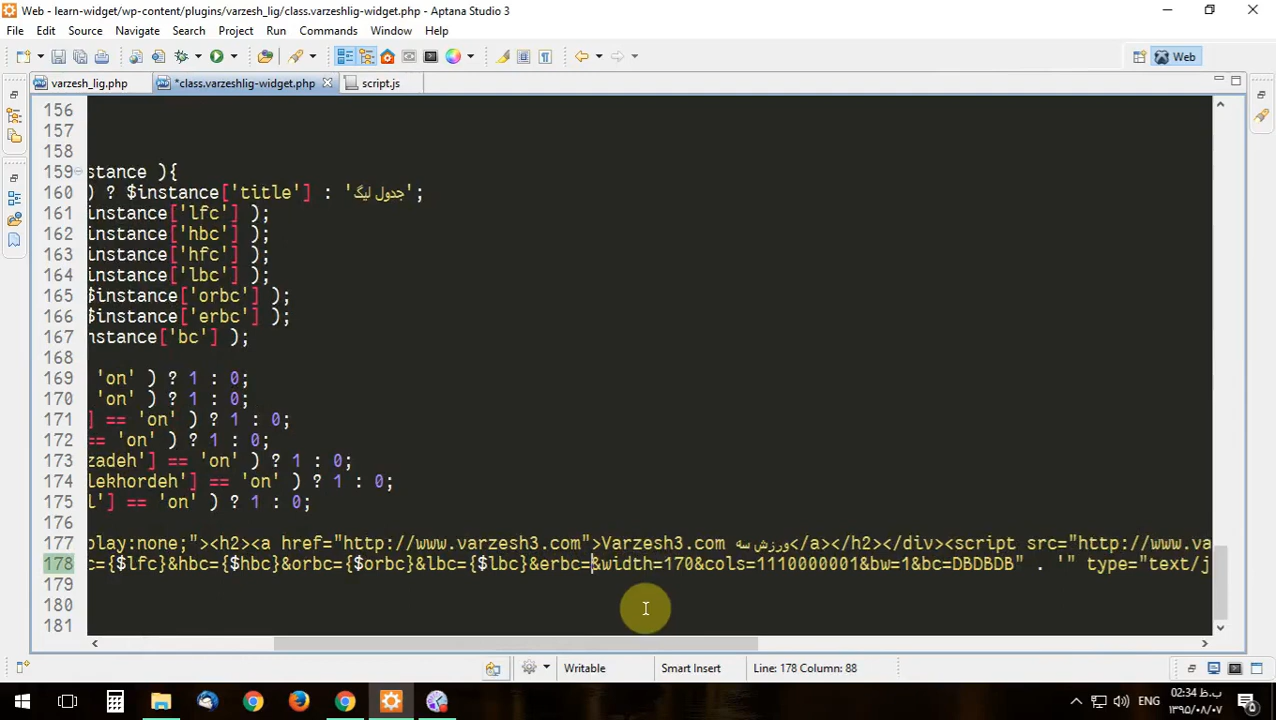 Web - learn-widget/wp-content/plugins/varzesh_lig/class.varzeshlig-widget.php - Aptana Studio 3
File Edit Source Navigate Search Project Run Commands Window Help
Web
varzesh_lig.php *class.varzeshlig-widget.php script.js
156
157
158
159 stance ){
160 ) ? $instance['title'] : 'جدول لیگ';
161 instance['lfc'] );
162 instance['hbc'] );
163 instance['hfc'] );
164 instance['lbc'] );
165 $instance['orbc'] );
166 $instance['erbc'] );
167 nstance['bc'] );
168
169 'on' ) ? 1 : 0;
170 'on' ) ? 1 : 0;
171 ] == 'on' ) ? 1 : 0;
172 == 'on' ) ? 1 : 0;
173 zadeh'] == 'on' ) ? 1 : 0;
174 lekhordeh'] == 'on' ) ? 1 : 0;
175 l'] == 'on' ) ? 1 : 0;
176
177 play:none;"><h2><a href="http://www.varzesh3.com">Varzesh3.com ورزش سه</a></h2></div><script src="http://www.va
178 c={$lfc}&hbc={$hbc}&orbc={$orbc}&lbc={$lbc}&erbc=&width=170&cols=1110000001&bw=1&bc=DBDBDB" . '" type="text/j
179
180
181
Writable Smart Insert Line: 178 Column: 88
ENG 02:34 ب.ظ
۱۳۹۵/۰۸/۰۷